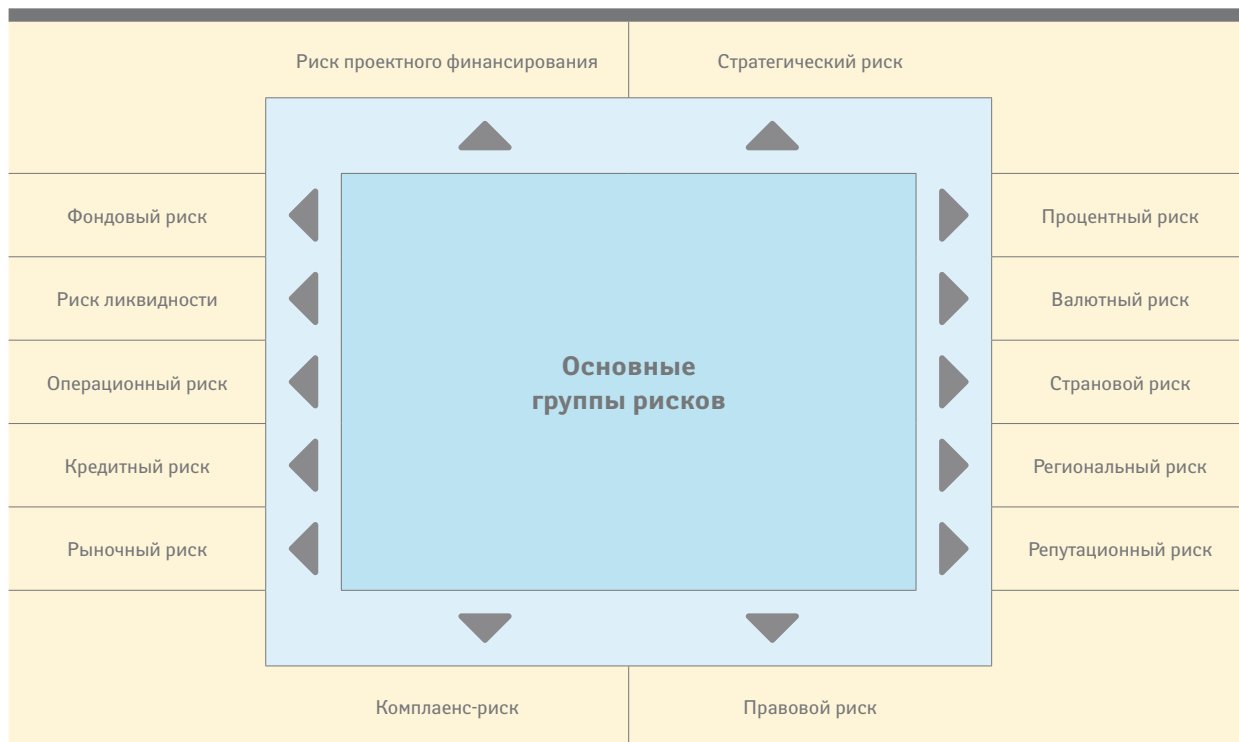 Риск проектного финансирования
Стратегический риск
Фондовый риск
Процентный риск
Риск ликвидности
Валютный риск
Основные
группы рисков
Операционный риск
Страновой риск
Кредитный риск
Региональный риск
Рыночный риск
Репутационный риск
Комплаенс-риск
Правовой риск